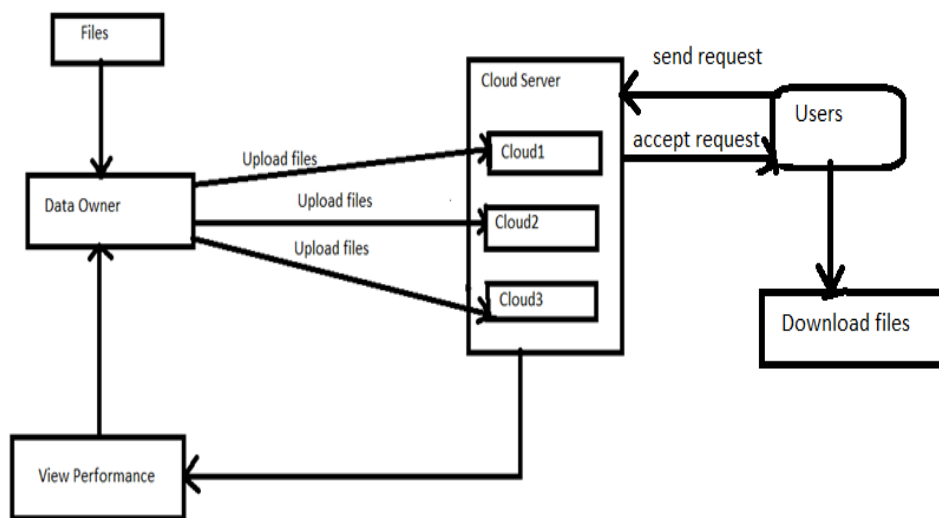 Files
Cloud Server
send request
Users
Cloud1
accept request
Upload files
Data Owner
Upload files
Cloud2
Upload files
Cloud3
Download files
View Performance